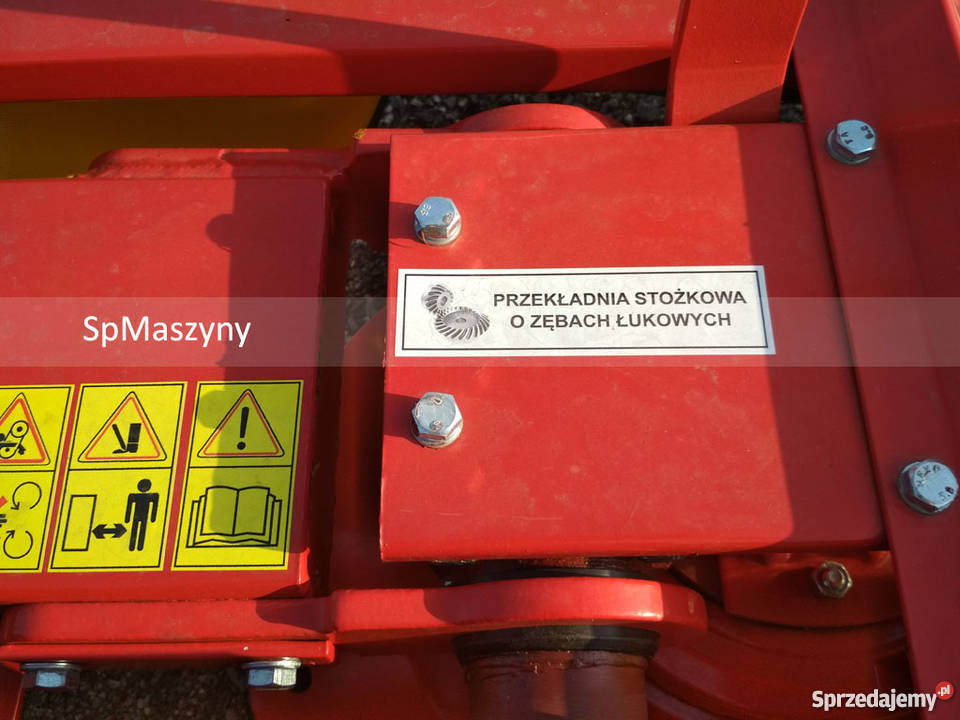 PRZEKŁADNIA STOŻKOWA
O ZĘBACH ŁUKOWYCH
SpMaszyny
Sprzedajemy.pl